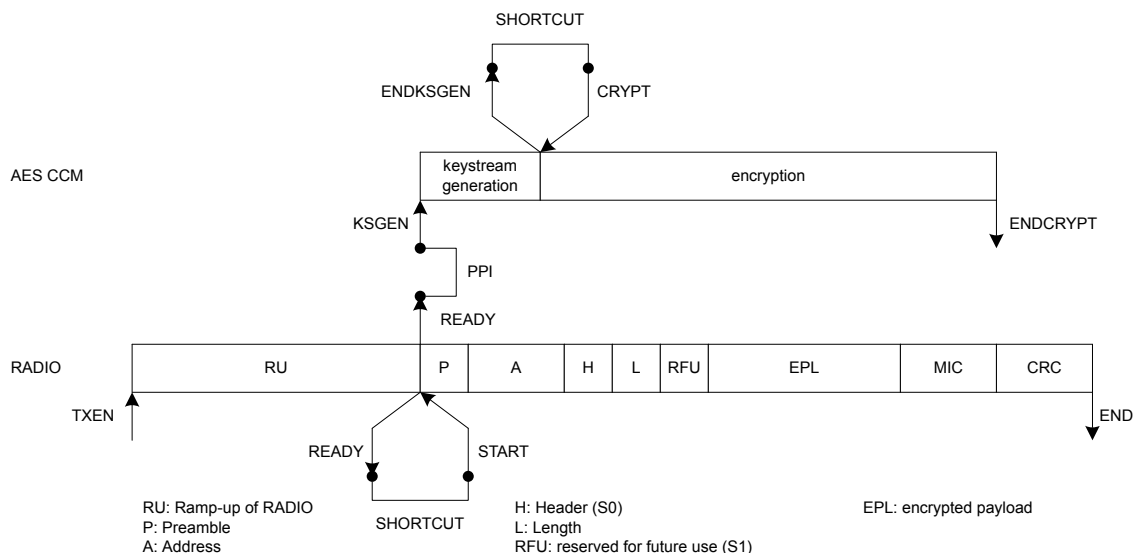 SHORTCUT
ENDKSGEN
CRYPT
AES CCM
keystream
generation
encryption
KSGEN
ENDCRYPT
PPI
READY
RADIO
RU
P
A
H
L
RFU
EPL
MIC
CRC
TXEN
END
READY
START
SHORTCUT
RU: Ramp-up of RADIO
P: Preamble
A: Address
H: Header (S0)
L: Length
RFU: reserved for future use (S1)
EPL: encrypted payload